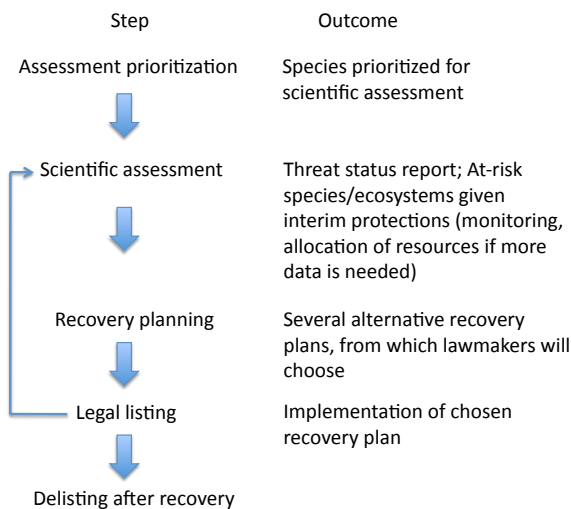 Step
Outcome
Assessment prioritization
Species prioritized for
scientific assessment
Scientific assessment
Threat status report; At-risk
species/ecosystems given
interim protections (monitoring,
allocation of resources if more
data is needed)
Recovery planning
Several alternative recovery
plans, from which lawmakers will
choose
Legal listing
Implementation of chosen
recovery plan
Delisting after recovery